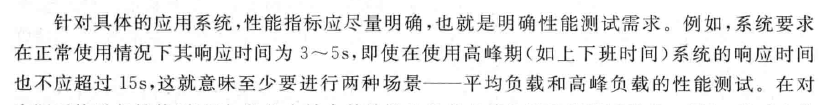 针对具体的应用系统,性能指标应尽量明确,也就是明确性能测试需求。例如,系统要求
在正常使用情况下其响应时间为 3～5s,即使在使用高峰期(如上下班时间)系统的响应时间
也不应超过 15s,这就意味至少要进行两种场景——平均负载和高峰负载的性能测试。在对